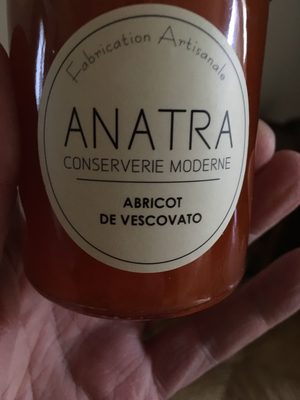 Fabrication Artisanale
ANATRA
CONSERVERIE MODERNE
ABRICOT
DE VESCOVATO